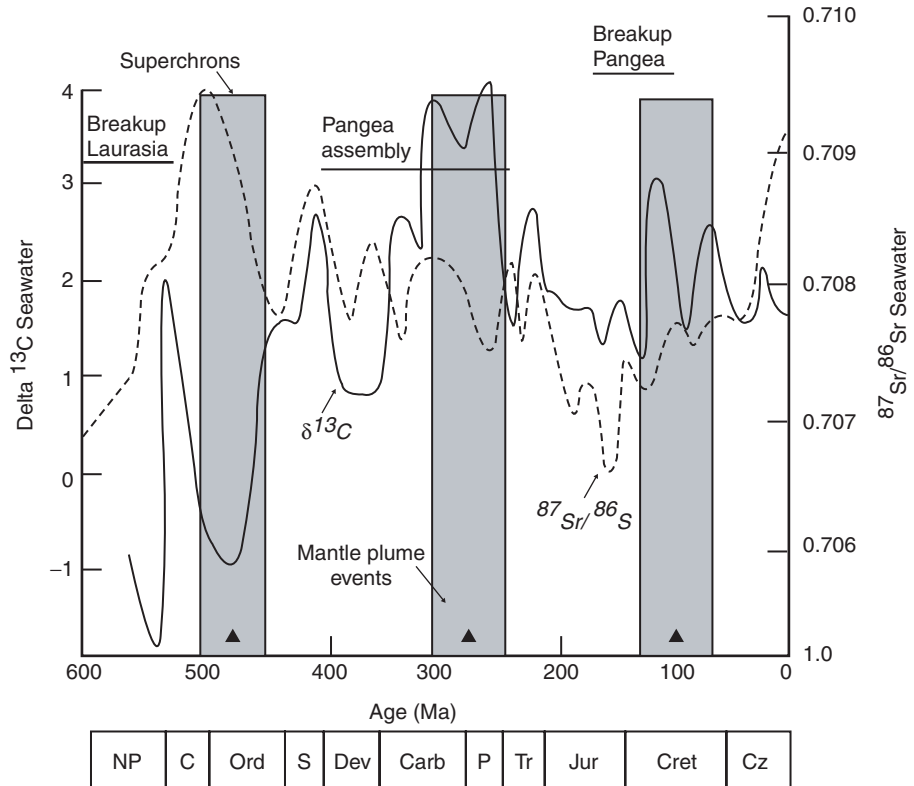 0.710
Breakup
Pangea
Superchrons
4
Breakup
Laurasia
Pangea
assembly
0.709
3
Delta ¹³C Seawater
2
0.708
⁸⁷Sr/⁸⁶Sr Seawater
1
δ¹³C
0.707
0
⁸⁷Sr/⁸⁶S
Mantle plume
events
0.706
–1
1.0
600 500 400 300 200 100 0
Age (Ma)
NP C Ord S Dev Carb P Tr Jur Cret Cz